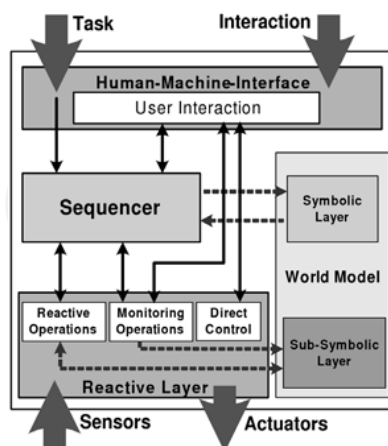 Task
Interaction
Human-Machine-Interface
User Interaction
Sequencer
Symbolic
Layer
World Model
Reactive
Operations
Monitoring
Operations
Direct
Control
Sub-Symbolic
Layer
Reactive Layer
Sensors
Actuators